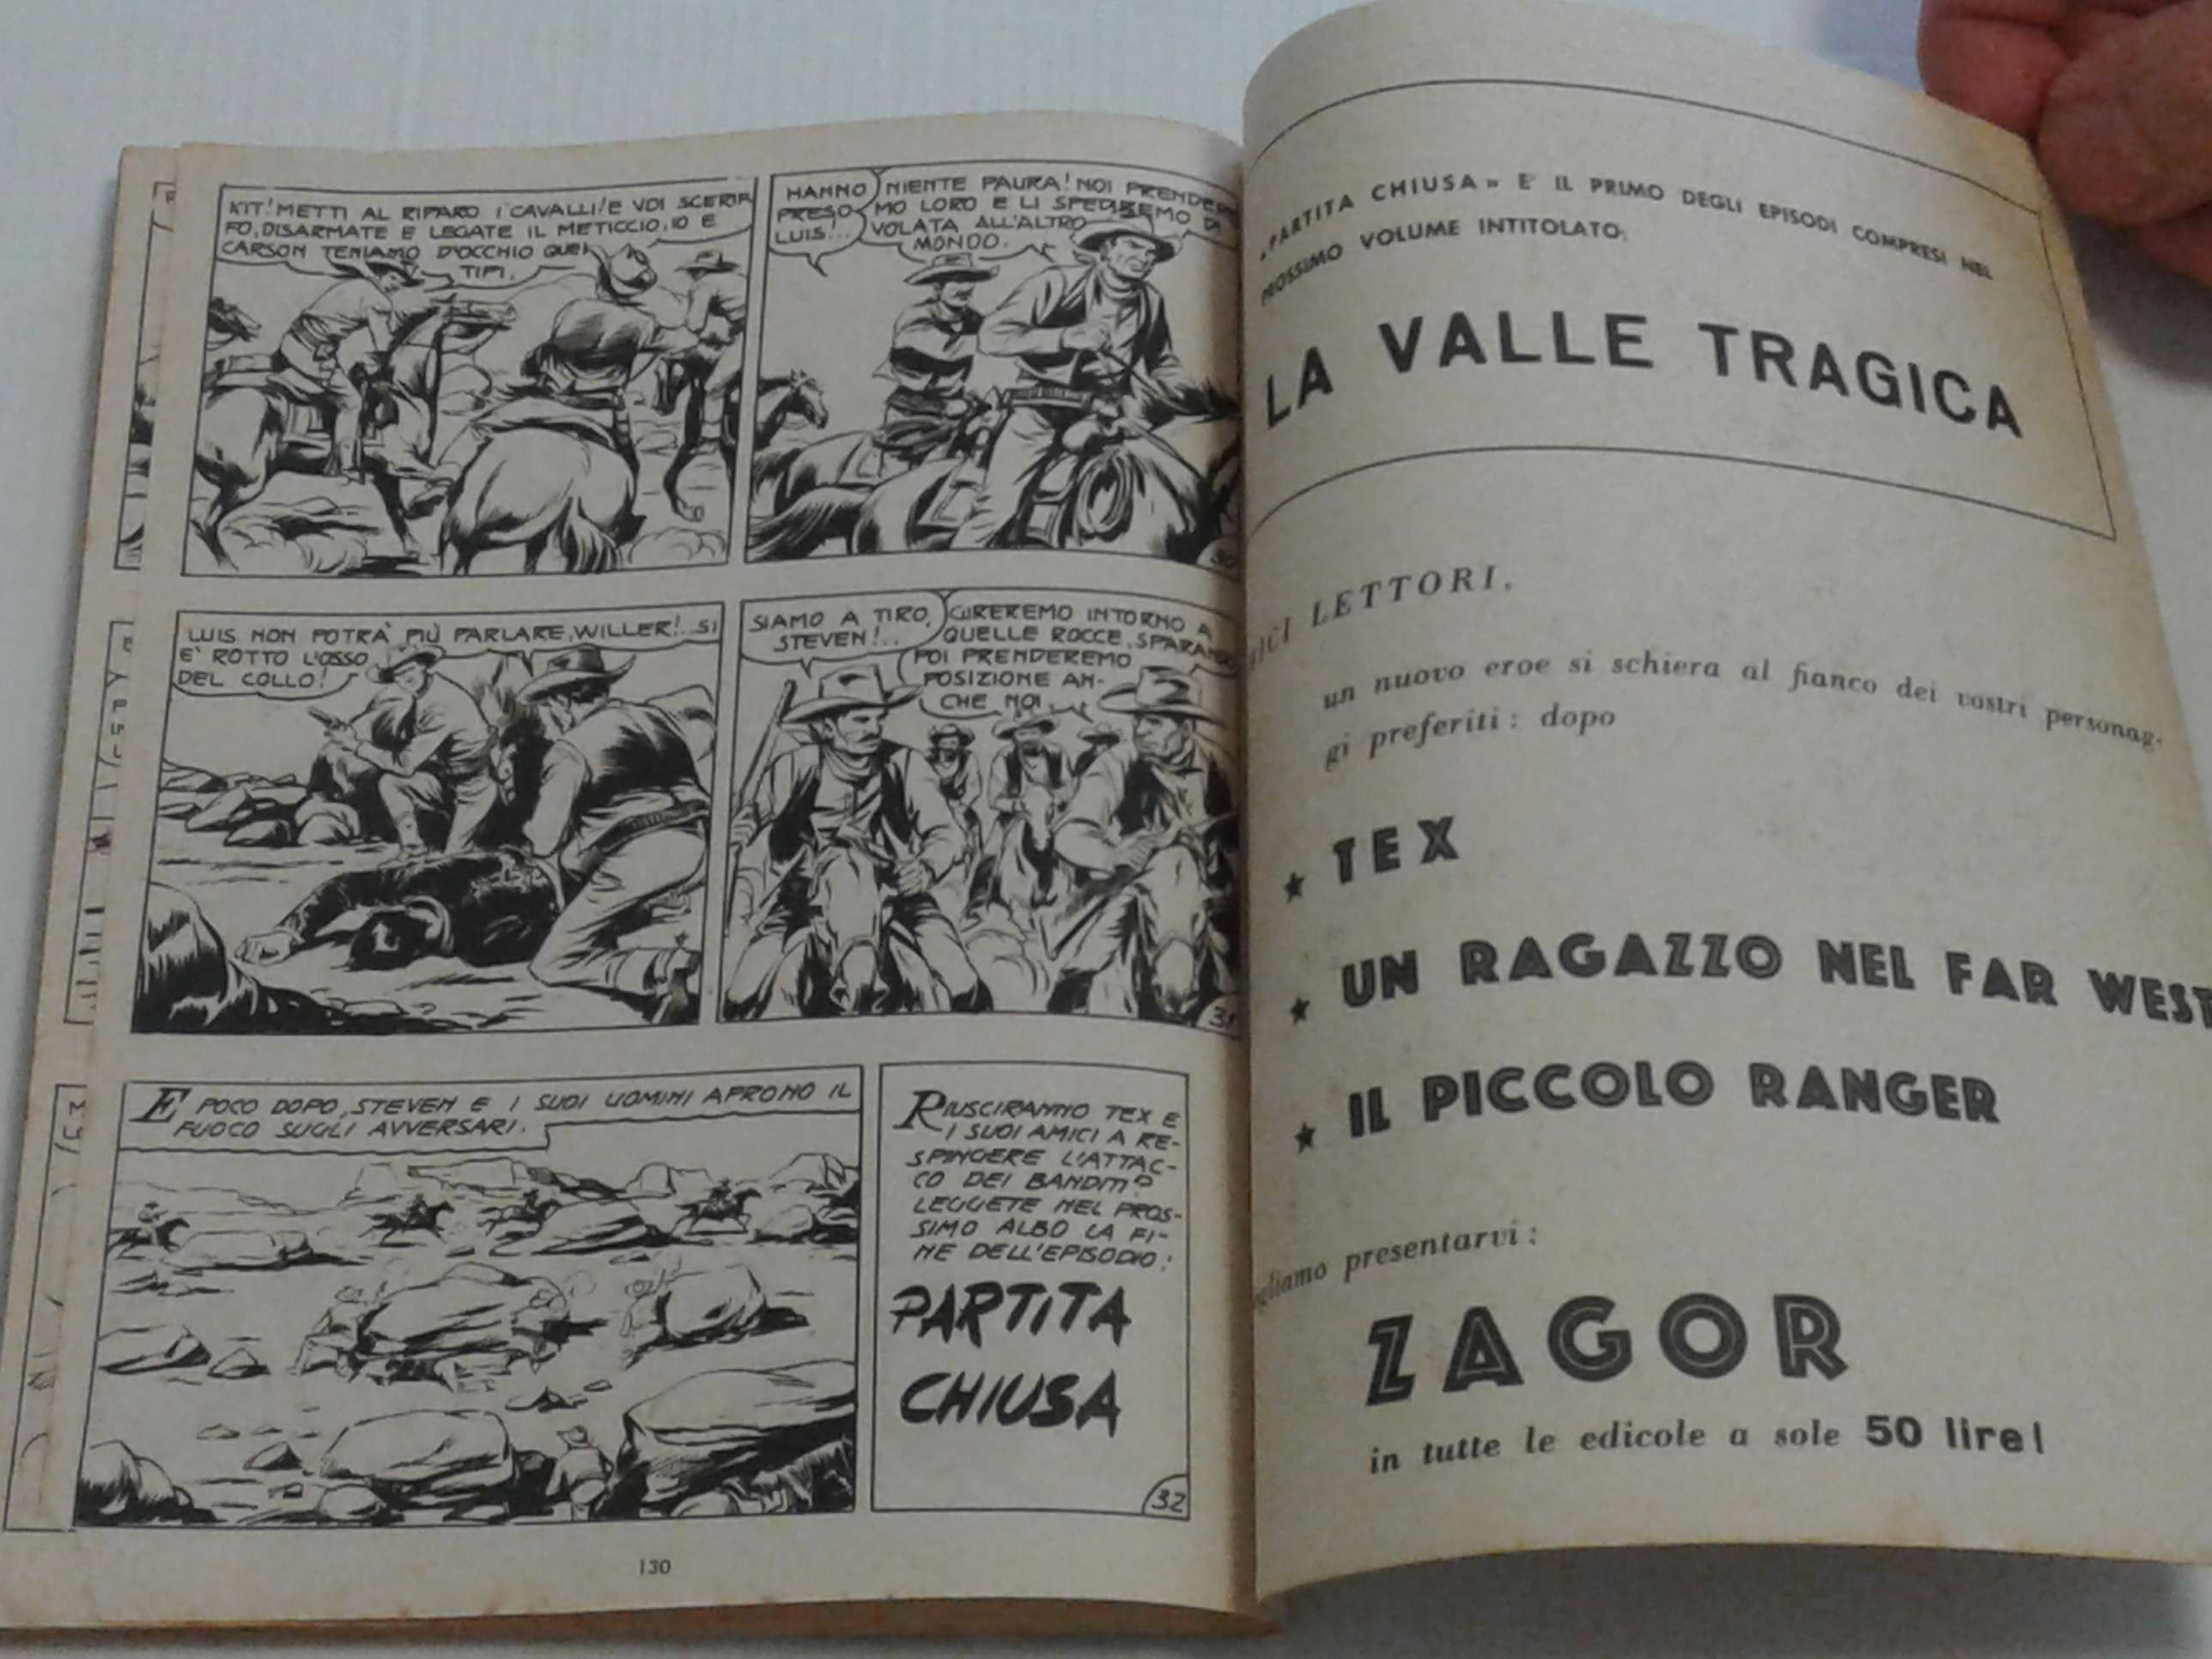 KIT! METTI AL RIPARO I CAVALLI! E VOI SCERIF
FO, DISARMATE E LEGATE IL METICCIO. IO E
CARSON TENIAMO D'OCCHIO QUEI
TIPI.
HANNO
PRESO
LUIS!..
NIENTE PAURA! NOI PRENDERE
MO LORO E LI SPEDIREMO DI
VOLATA ALL'ALTRO
MONDO.
30
LUIS NON POTRA' PIÙ PARLARE, WILLER!.. SI
E' ROTTO L'OSSO
DEL COLLO!
SIAMO A TIRO,
STEVEN!..
GIREREMO INTORNO A
QUELLE ROCCE, SPARANDO
POI PRENDEREMO
POSIZIONE AN-
CHE NOI.
31
E POCO DOPO, STEVEN E I SUOI UOMINI APRONO IL
FUOCO SUGLI AVVERSARI.
RIUSCIRANNO TEX E
I SUOI AMICI A RE-
SPINGERE L'ATTAC-
CO DEI BANDITI?
LEGGETE NEL PROS-
SIMO ALBO LA FI-
NE DELL'EPISODIO:
PARTITA
CHIUSA
32
130
«PARTITA CHIUSA» E' IL PRIMO DEGLI EPISODI COMPRESI NEL
PROSSIMO VOLUME INTITOLATO:
LA VALLE TRAGICA
LETTORI,
un nuovo eroe si schiera al fianco dei vostri personag-
gi preferiti: dopo
★ TEX
★ UN RAGAZZO NEL FAR WEST
★ IL PICCOLO RANGER
presentarvi:
ZAGOR
in tutte le edicole a sole 50 lire!